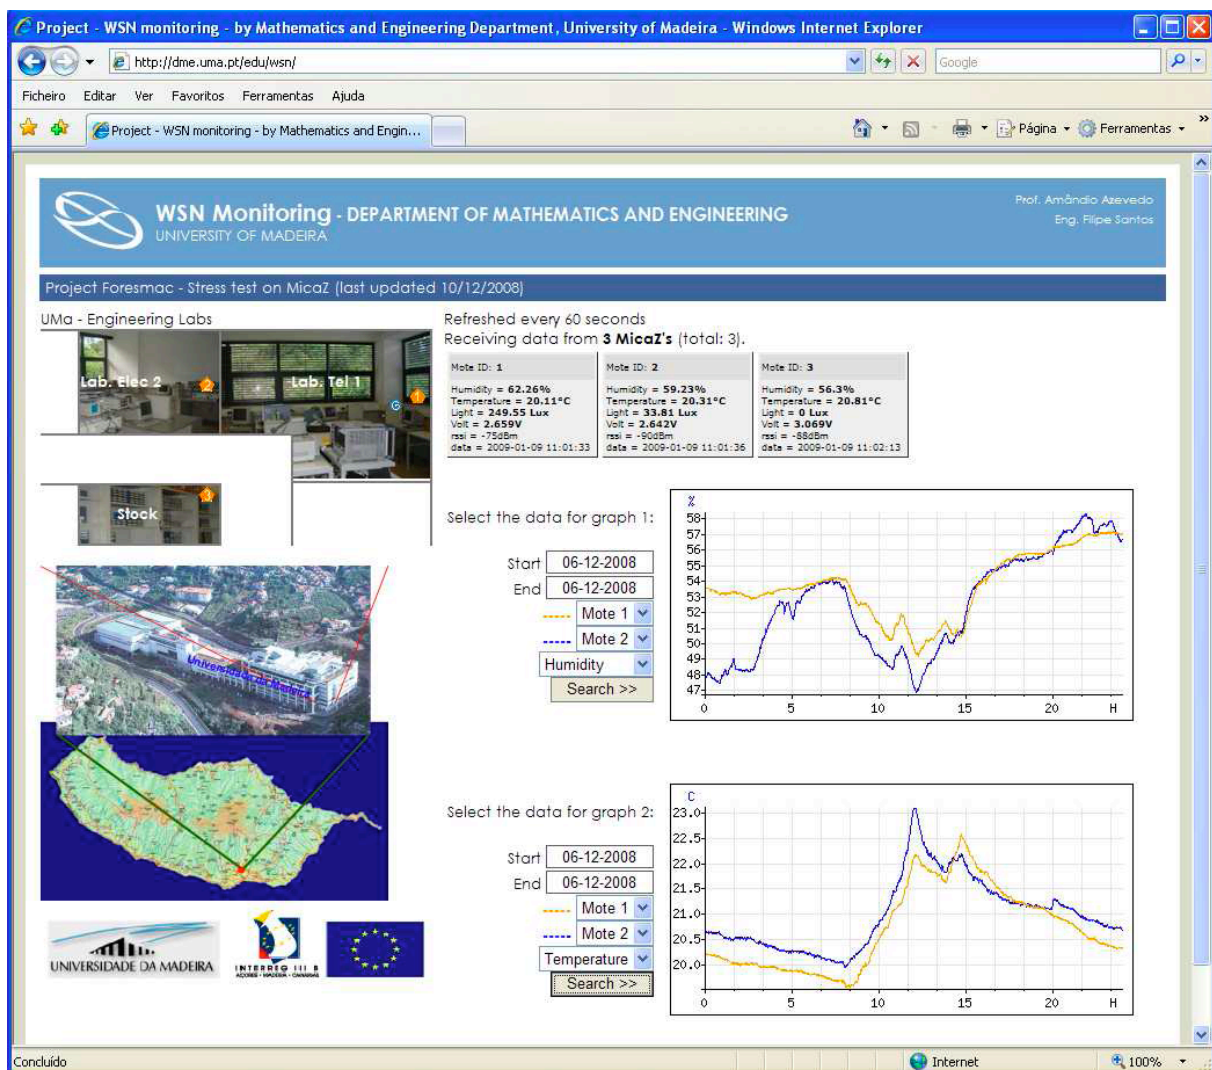 Project - WSN monitoring - by Mathematics and Engineering Department, University of Madeira - Windows Internet Explorer
http://dme.uma.pt/edu/wsn/
Google
Ficheiro Editar Ver Favoritos Ferramentas Ajuda
Project - WSN monitoring - by Mathematics and Engin...
Página Ferramentas
WSN Monitoring - DEPARTMENT OF MATHEMATICS AND ENGINEERING
UNIVERSITY OF MADEIRA
Prof. Amândio Azevedo
Eng. Filipe Santos
Project Foresmac - Stress test on MicaZ (last updated 10/12/2008)
UMa - Engineering Labs
Lab. Elec 2
2
Lab. Tel 1
G
1
Stock
3
Universidade da Madeira
UNIVERSIDADE DA MADEIRA
INTERREG III B
AÇORES - MADEIRA - CANARIAS
Refreshed every 60 seconds
Receiving data from 3 MicaZ's (total: 3).
Mote ID: 1
Humidity = 62.26%
Temperature = 20.11ºC
Light = 249.55 Lux
Volt = 2.659V
rssi = -75dBm
data = 2009-01-09 11:01:33
Mote ID: 2
Humidity = 59.23%
Temperature = 20.31ºC
Light = 33.81 Lux
Volt = 2.642V
rssi = -90dBm
data = 2009-01-09 11:01:36
Mote ID: 3
Humidity = 56.3%
Temperature = 20.81ºC
Light = 0 Lux
Volt = 3.069V
rssi = -88dBm
data = 2009-01-09 11:02:13
Select the data for graph 1:
Start 06-12-2008
End 06-12-2008
Mote 1
Mote 2
Humidity
Search >>
%
58
57
56
55
54
53
52
51
50
49
48
47
0 5 10 15 20 H
Select the data for graph 2:
Start 06-12-2008
End 06-12-2008
Mote 1
Mote 2
Temperature
Search >>
C
23.0
22.5
22.0
21.5
21.0
20.5
20.0
0 5 10 15 20 H
Concluído
Internet
100%